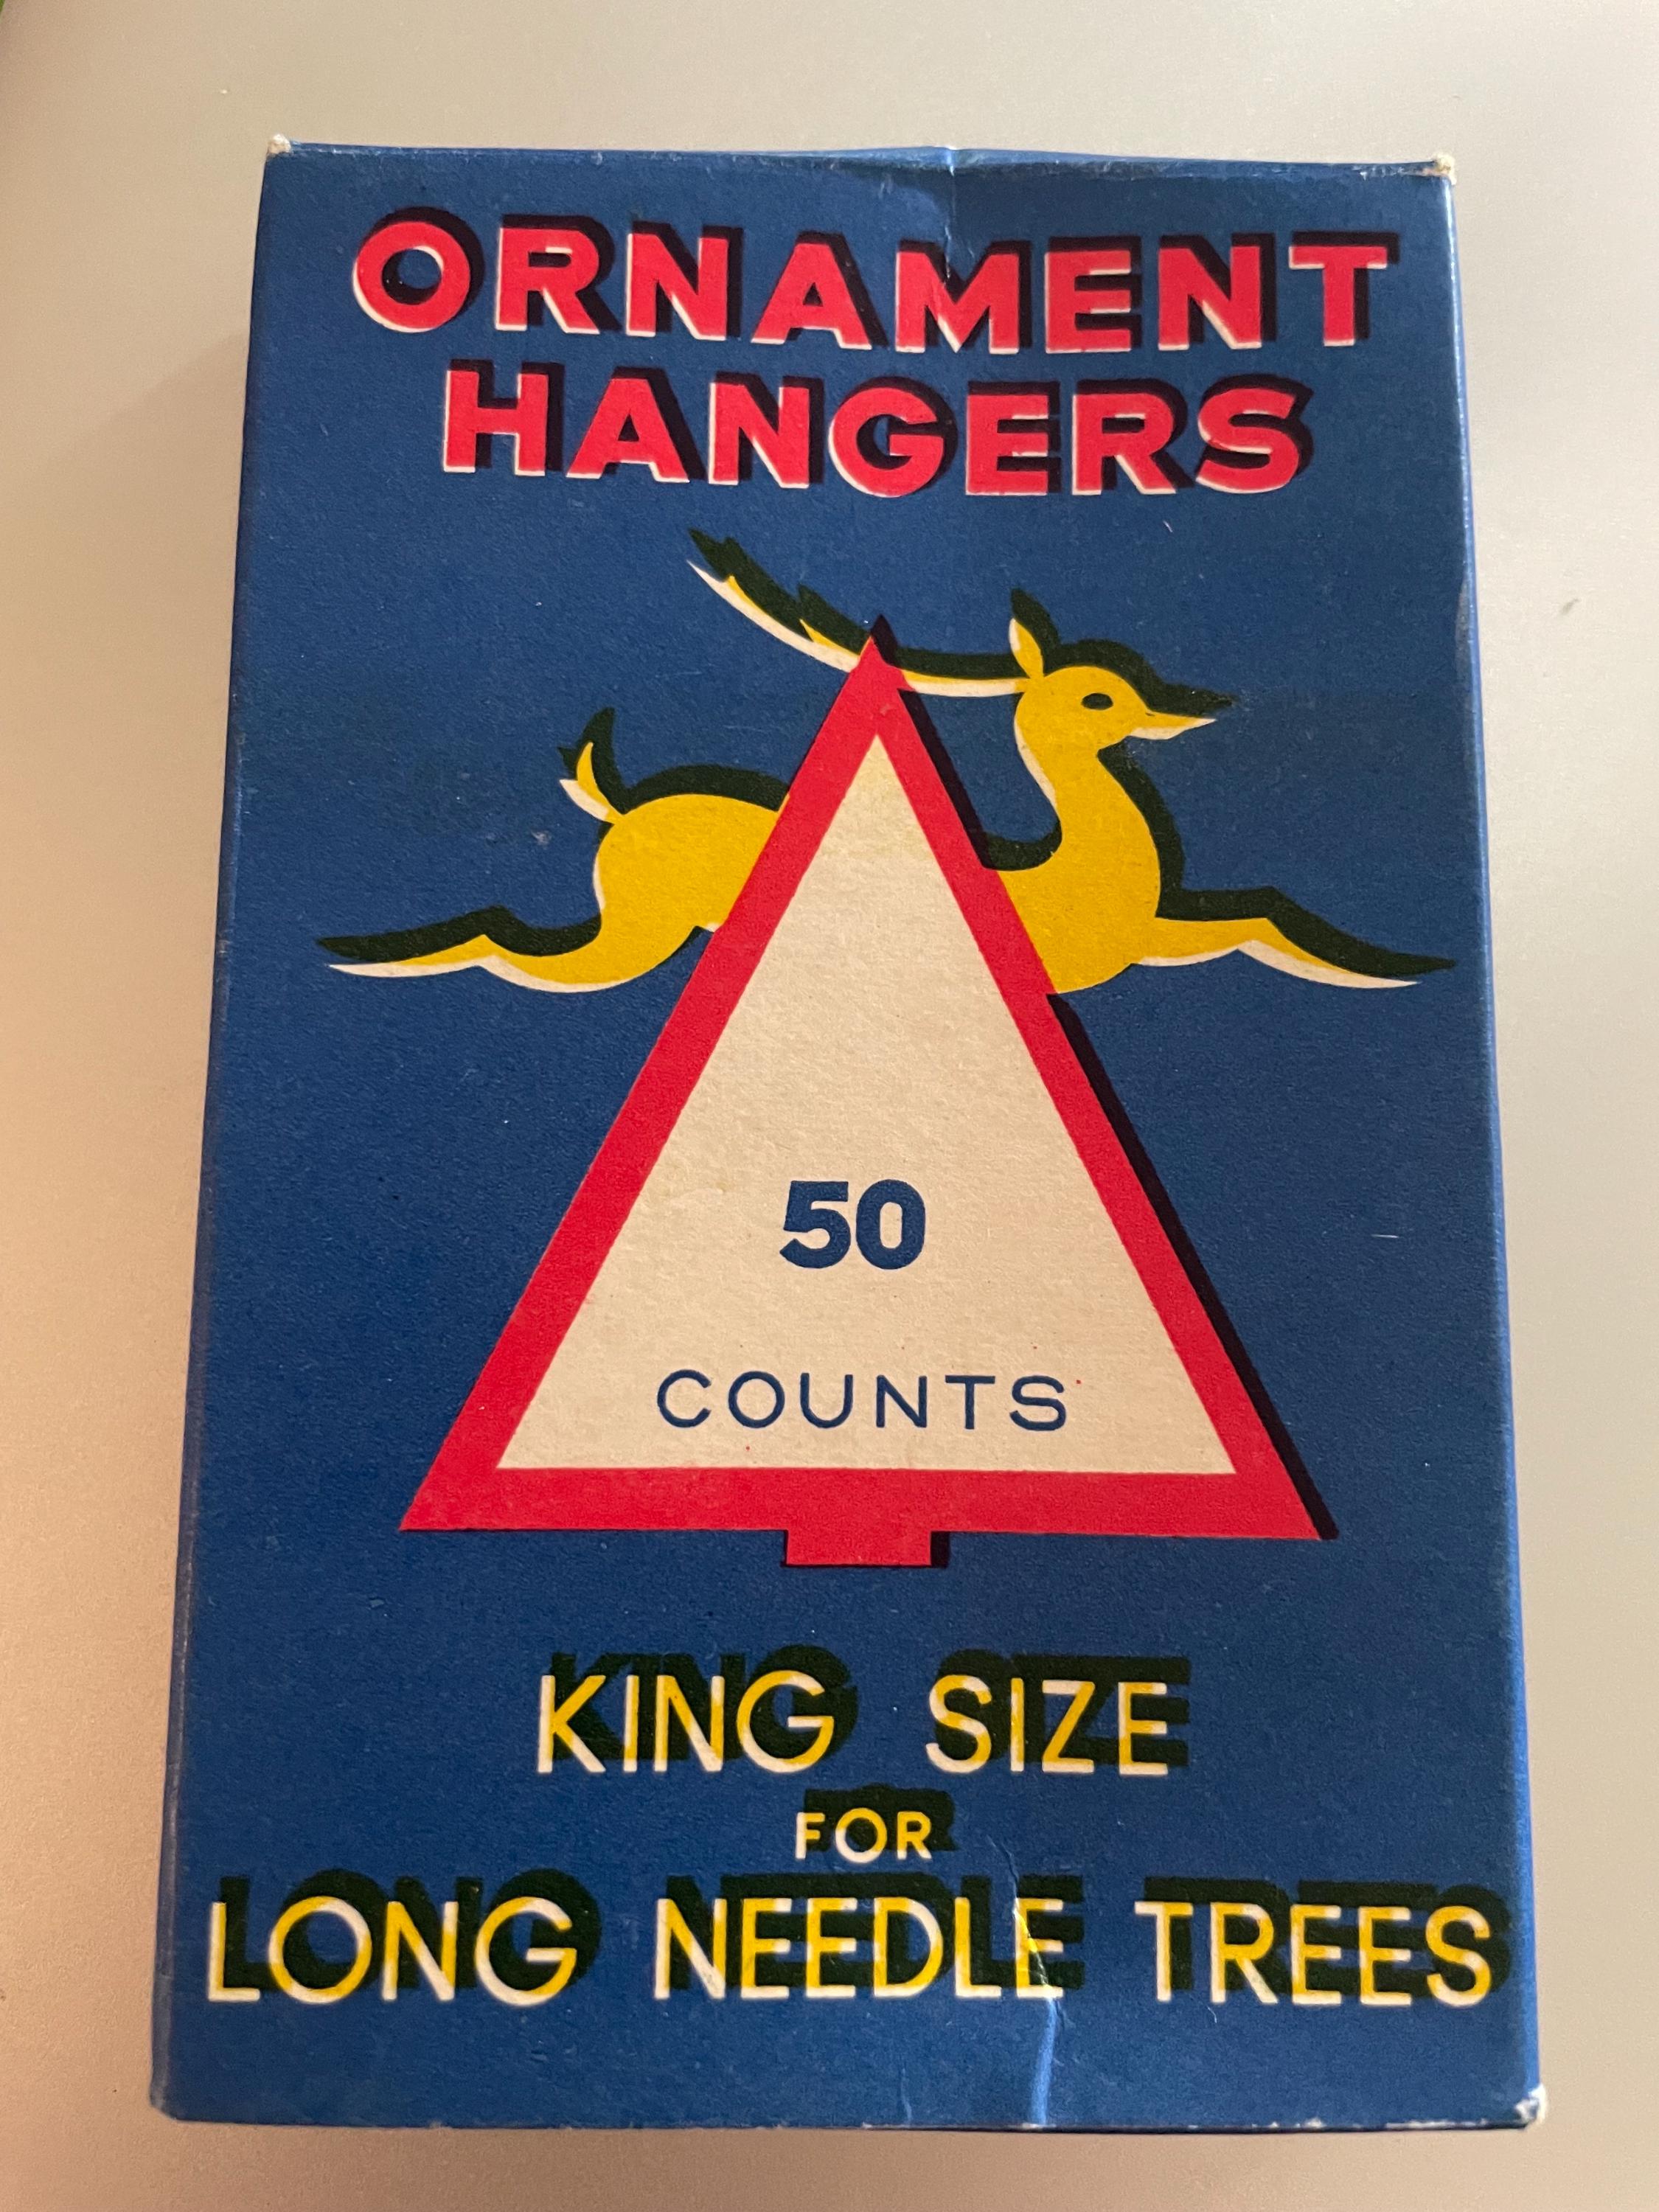 ORNAMENT
HANGERS
50
COUNTS
KING SIZE
FOR
LONG NEEDLE TREES